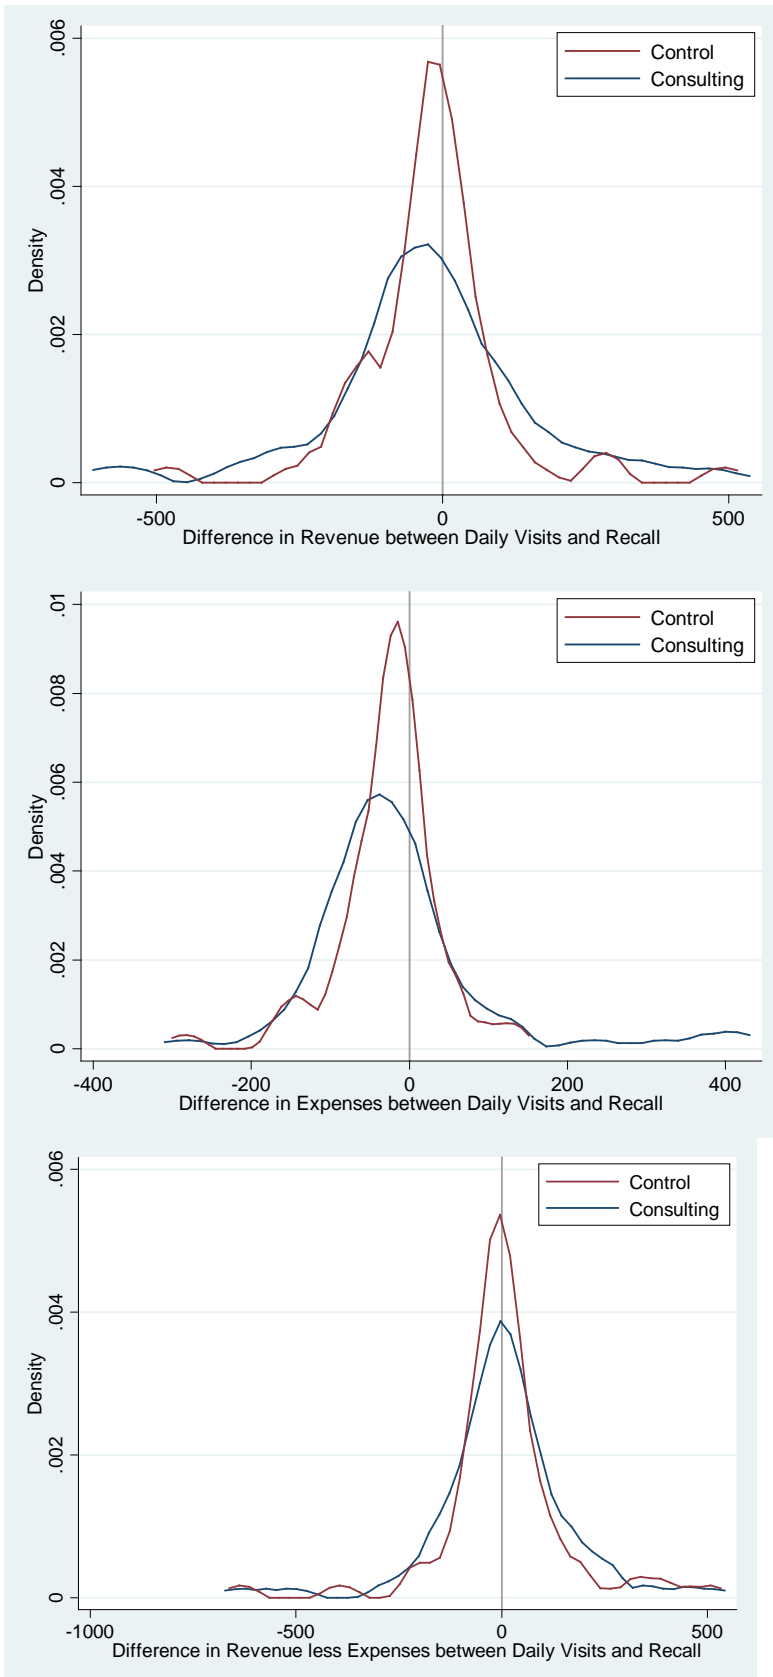 .006
.004
.002
0
Density
Control
Consulting
-500
0
500
Difference in Revenue between Daily Visits and Recall
.01
.008
.006
.004
.002
0
Density
Control
Consulting
-400
-200
0
200
400
Difference in Expenses between Daily Visits and Recall
.006
.004
.002
0
Density
Control
Consulting
-1000
-500
0
500
Difference in Revenue less Expenses between Daily Visits and Recall